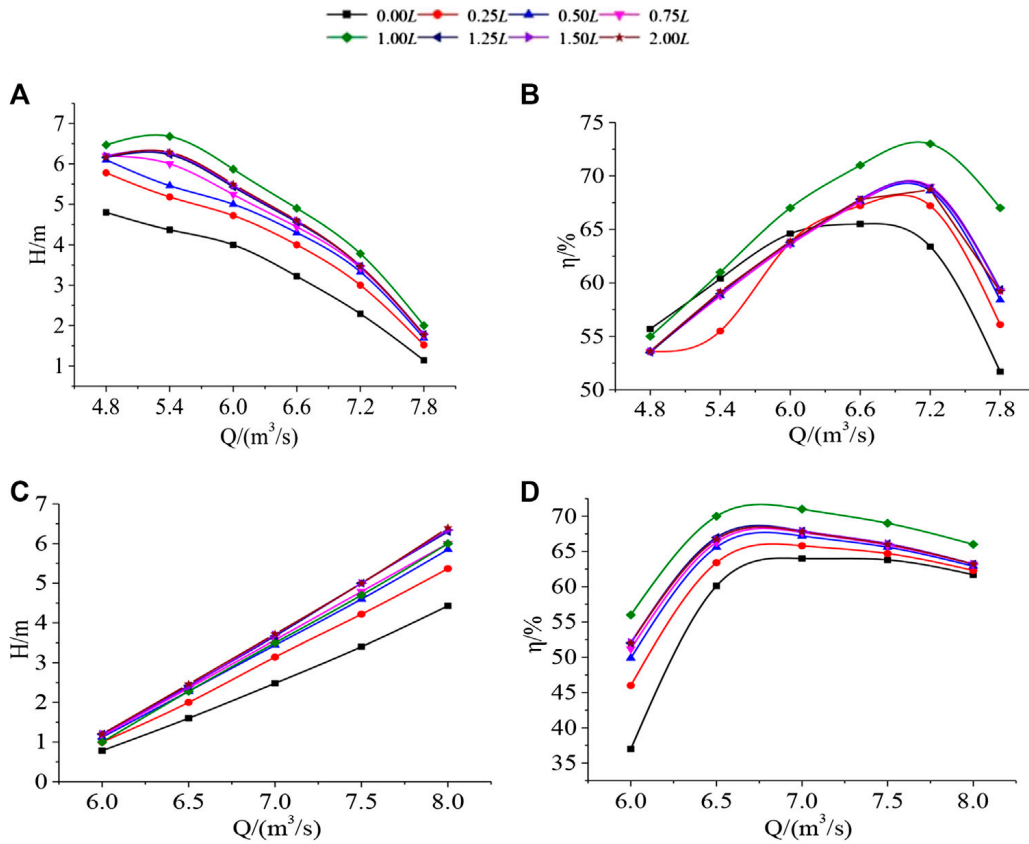 0.00L 0.25L 0.50L 0.75L
1.00L 1.25L 1.50L 2.00L
A
7
6
5
4
3
2
1
H/m
4.8 5.4 6.0 6.6 7.2 7.8
Q/(m³/s)
B
75
70
65
60
55
50
η/%
4.8 5.4 6.0 6.6 7.2 7.8
Q/(m³/s)
C
7
6
5
4
3
2
1
0
H/m
6.0 6.5 7.0 7.5 8.0
Q/(m³/s)
D
70
65
60
55
50
45
40
35
η/%
6.0 6.5 7.0 7.5 8.0
Q/(m³/s)